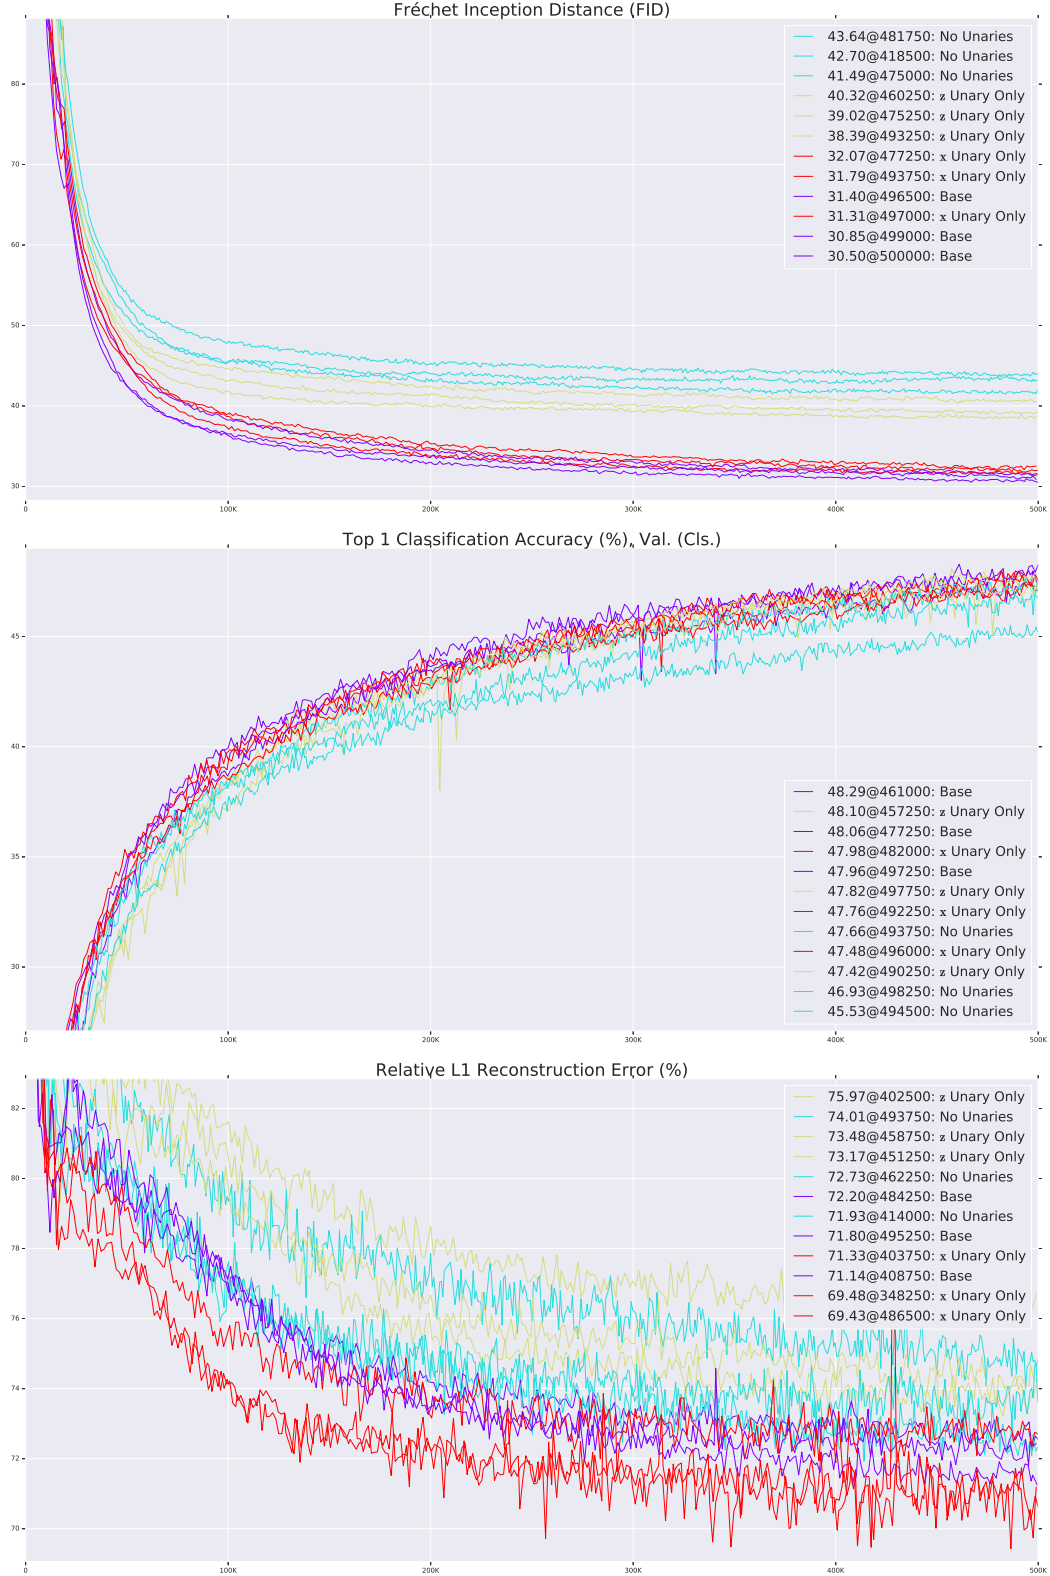 Fréchet Inception Distance (FID)
43.64@481750: No Unaries
42.70@418500: No Unaries
41.49@475000: No Unaries
40.32@460250: z Unary Only
39.02@475250: z Unary Only
38.39@493250: z Unary Only
32.07@477250: x Unary Only
31.79@493750: x Unary Only
31.40@496500: Base
31.31@497000: x Unary Only
30.85@499000: Base
30.50@500000: Base
80
70
60
50
40
30
0 100K 200K 300K 400K 500K
Top 1 Classification Accuracy (%), Val. (Cls.)
45
40
35
30
48.29@461000: Base
48.10@457250: z Unary Only
48.06@477250: Base
47.98@482000: x Unary Only
47.96@497250: Base
47.82@497750: z Unary Only
47.76@492250: x Unary Only
47.66@493750: No Unaries
47.48@496000: x Unary Only
47.42@490250: z Unary Only
46.93@498250: No Unaries
45.53@494500: No Unaries
0 100K 200K 300K 400K 500K
Relative L1 Reconstruction Error (%)
75.97@402500: z Unary Only
74.01@493750: No Unaries
73.48@458750: z Unary Only
73.17@451250: z Unary Only
72.73@462250: No Unaries
72.20@484250: Base
71.93@414000: No Unaries
71.80@495250: Base
71.33@403750: x Unary Only
71.14@408750: Base
69.48@348250: x Unary Only
69.43@486500: x Unary Only
82
80
78
76
74
72
70
0 100K 200K 300K 400K 500K